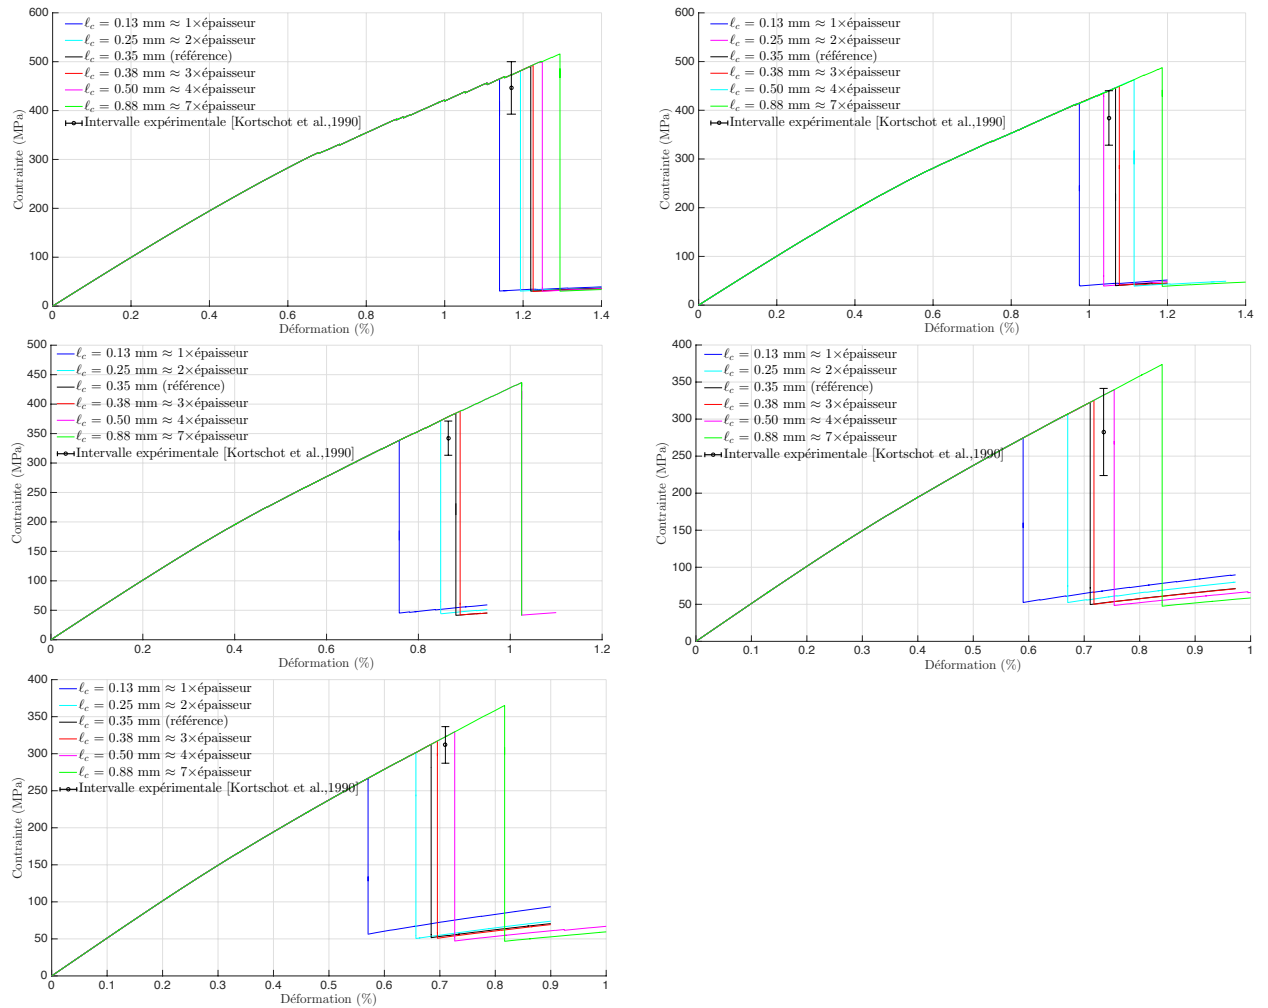 600
500
400
300
200
100
0
Contrainte (MPa)
ℓc = 0.13 mm ≈ 1×épaisseur
ℓc = 0.25 mm ≈ 2×épaisseur
ℓc = 0.35 mm (référence)
ℓc = 0.38 mm ≈ 3×épaisseur
ℓc = 0.50 mm ≈ 4×épaisseur
ℓc = 0.88 mm ≈ 7×épaisseur
Intervalle expérimentale [Kortschot et al.,1990]
0 0.2 0.4 0.6 0.8 1 1.2 1.4
Déformation (%)
600
500
400
300
200
100
0
Contrainte (MPa)
ℓc = 0.13 mm ≈ 1×épaisseur
ℓc = 0.25 mm ≈ 2×épaisseur
ℓc = 0.35 mm (référence)
ℓc = 0.38 mm ≈ 3×épaisseur
ℓc = 0.50 mm ≈ 4×épaisseur
ℓc = 0.88 mm ≈ 7×épaisseur
Intervalle expérimentale [Kortschot et al.,1990]
0 0.2 0.4 0.6 0.8 1 1.2 1.4
Déformation (%)
500
450
400
350
300
250
200
150
100
50
0
Contrainte (MPa)
ℓc = 0.13 mm ≈ 1×épaisseur
ℓc = 0.25 mm ≈ 2×épaisseur
ℓc = 0.35 mm (référence)
ℓc = 0.38 mm ≈ 3×épaisseur
ℓc = 0.50 mm ≈ 4×épaisseur
ℓc = 0.88 mm ≈ 7×épaisseur
Intervalle expérimentale [Kortschot et al.,1990]
0 0.2 0.4 0.6 0.8 1 1.2
Déformation (%)
400
350
300
250
200
150
100
50
0
Contrainte (MPa)
ℓc = 0.13 mm ≈ 1×épaisseur
ℓc = 0.25 mm ≈ 2×épaisseur
ℓc = 0.35 mm (référence)
ℓc = 0.38 mm ≈ 3×épaisseur
ℓc = 0.50 mm ≈ 4×épaisseur
ℓc = 0.88 mm ≈ 7×épaisseur
Intervalle expérimentale [Kortschot et al.,1990]
0 0.1 0.2 0.3 0.4 0.5 0.6 0.7 0.8 0.9 1
Déformation (%)
400
350
300
250
200
150
100
50
0
Contrainte (MPa)
ℓc = 0.13 mm ≈ 1×épaisseur
ℓc = 0.25 mm ≈ 2×épaisseur
ℓc = 0.35 mm (référence)
ℓc = 0.38 mm ≈ 3×épaisseur
ℓc = 0.50 mm ≈ 4×épaisseur
ℓc = 0.88 mm ≈ 7×épaisseur
Intervalle expérimentale [Kortschot et al.,1990]
0 0.1 0.2 0.3 0.4 0.5 0.6 0.7 0.8 0.9 1
Déformation (%)